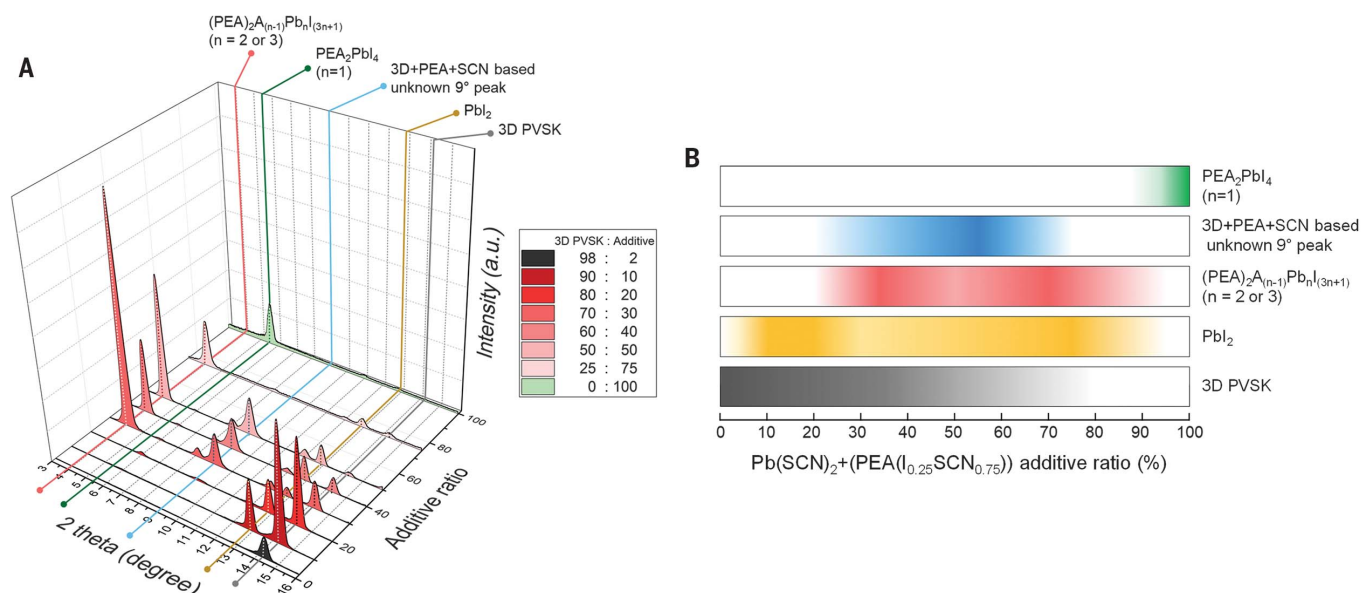 A
(PEA)₂A₍ₙ₋₁₎PbₙI₍₃ₙ₊₁₎
(n = 2 or 3)
PEA₂PbI₄
(n=1)
3D+PEA+SCN based
unknown 9° peak
PbI₂
3D PVSK
Intensity (a.u.)
3D PVSK : Additive
98 : 2
90 : 10
80 : 20
70 : 30
60 : 40
50 : 50
25 : 75
0 : 100
3 4 5 6 7 8 9 10 11 12 13 14 15 16
2 theta (degree)
0 20 40 60 80 100
Additive ratio
B
PEA₂PbI₄
(n=1)
3D+PEA+SCN based
unknown 9° peak
(PEA)₂A₍ₙ₋₁₎PbₙI₍₃ₙ₊₁₎
(n = 2 or 3)
PbI₂
3D PVSK
0 10 20 30 40 50 60 70 80 90 100
Pb(SCN)₂+(PEA(I₀.₂₅SCN₀.₇₅)) additive ratio (%)